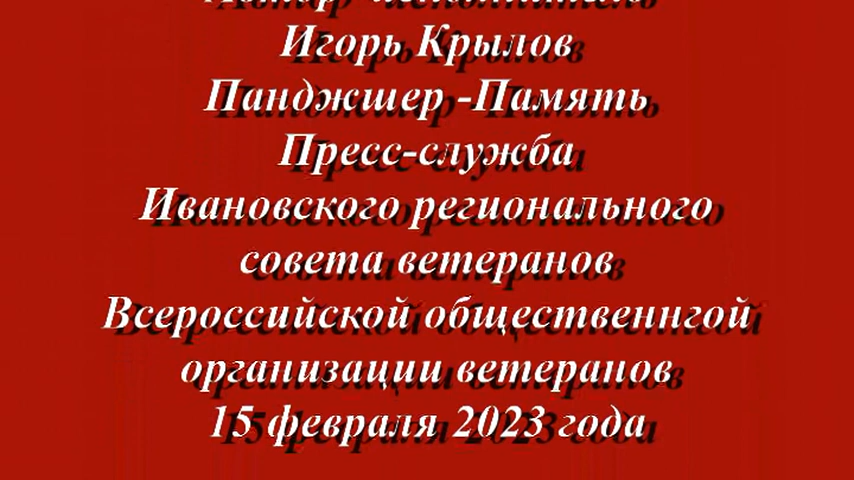 Игорь Крылов
Панджшер -Память
Пресс-служба
Ивановского регионального
совета ветеранов
Всероссийской общественнгой
организации ветеранов
15 февраля 2023 года